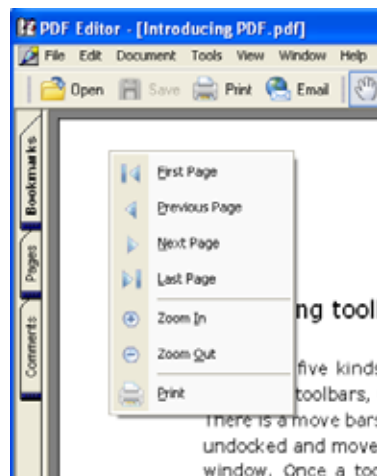 PDF Editor - [Introducing PDF.pdf]
File Edit Document Tools View Window Help
Open Save Print Email
Bookmarks
Pages
Comments
First Page
Previous Page
Next Page
Last Page
Zoom In
Zoom Out
Print
ng tool
five kinds
toolbars,
There is a move bars
undocked and move
window. Once a too